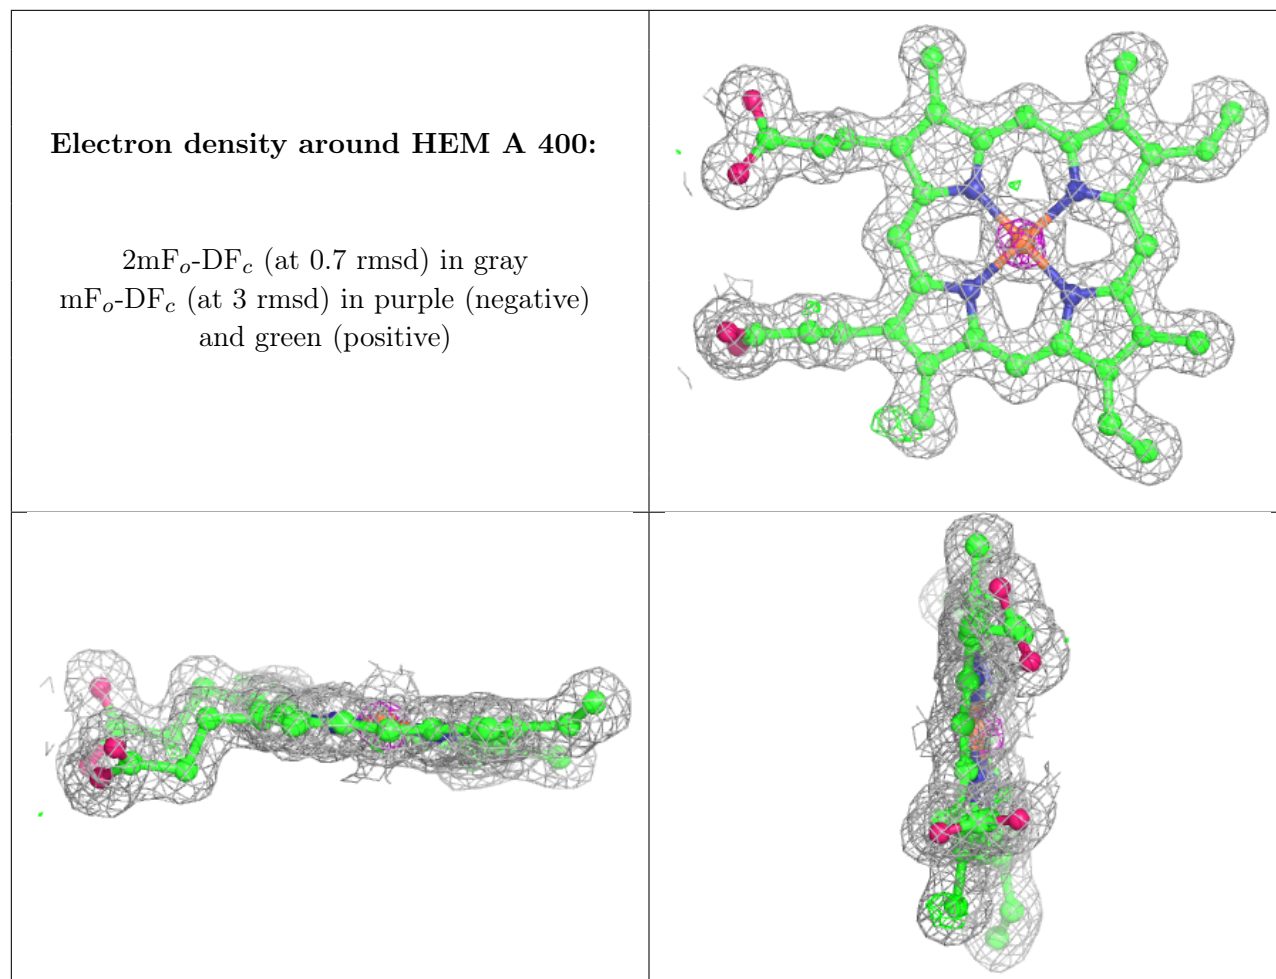 Electron density around HEM A 400:
2mFo-DFc (at 0.7 rmsd) in gray
mFo-DFc (at 3 rmsd) in purple (negative)
and green (positive)